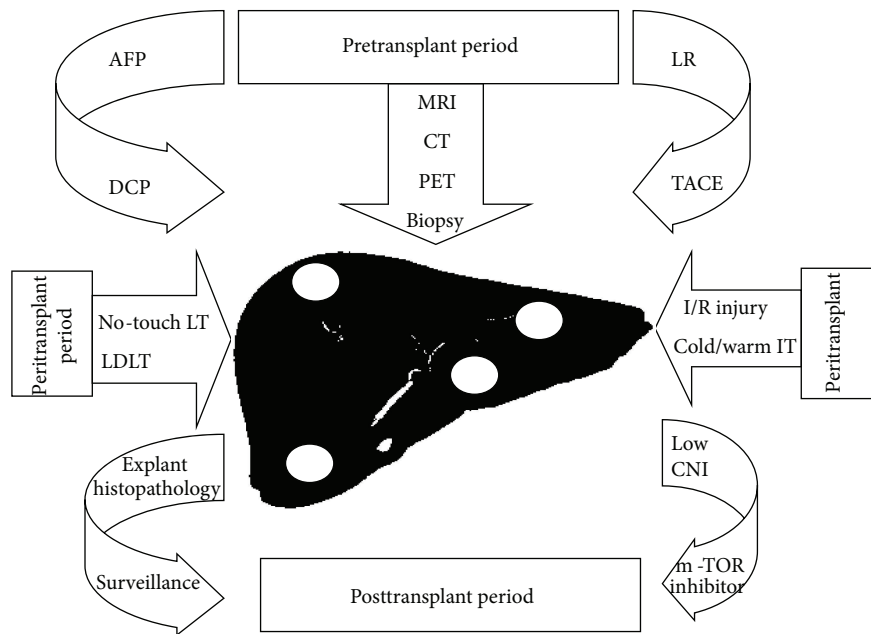 AFP
Pretransplant period
LR
MRI
CT
PET
Biopsy
DCP
TACE
Peritransplant
period
No-touch LT
LDLT
I/R injury
Cold/warm IT
Peritransplant
Explant
histopathology
Low
CNI
Surveillance
Posttransplant period
m -TOR
inhibitor